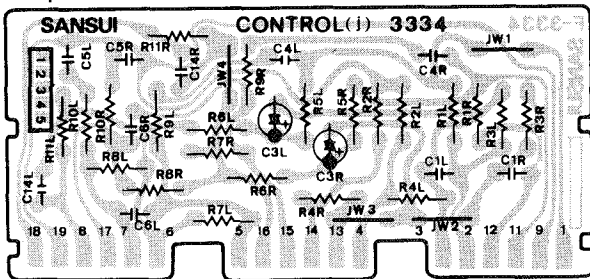 SANSUI CONTROL(i) 3334
F-3334
SANSUI
1
2
3
4
5
C5L
C5R
R11R
C14R
JW4
R9R
C4L
C4R
JW1
R11L
R10L
R10R
C6R
R9L
R6L
R7R
C3L
R5L
R5R
R2R
R2L
R1L
R1R
R3L
R3R
C3R
R8L
R8R
R6R
C1L
C1R
C14L
C6L
R7L
R4R
R4L
JW3
JW2
18 19 8 17 7 6 5 16 15 14 13 4 3 2 12 11 9 1